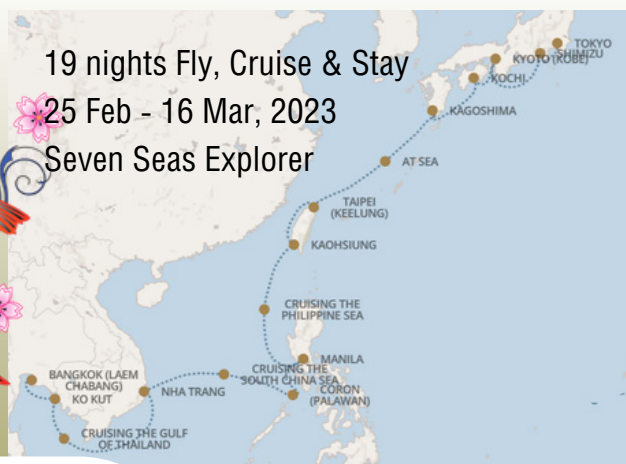 19 nights Fly, Cruise & Stay
25 Feb - 16 Mar, 2023
Seven Seas Explorer
TOKYO
SHIMIZU
KYOTO (KOBE)
KOCHI
KAGOSHIMA
AT SEA
TAIPEI
(KEELUNG)
KAOHSIUNG
CRUISING THE
PHILIPPINE SEA
MANILA
CRUISING THE
SOUTH CHINA SEA
CORON
(PALAWAN)
BANGKOK (LAEM
CHABANG)
KO KUT
NHA TRANG
CRUISING THE GULF
OF THAILAND